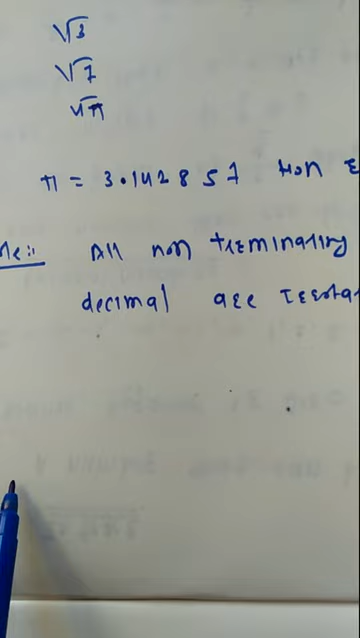 √3
√7
√π
π = 3.142857 Non
All non terminating
decimal are